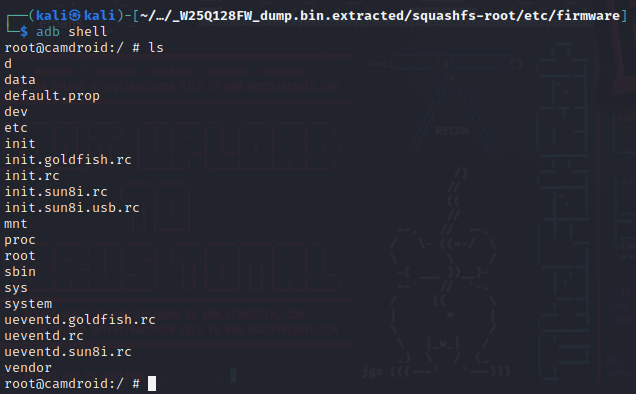 ┌──(kali㉿kali)-[~/…/_W25Q128FW_dump.bin.extracted/squashfs-root/etc/firmware]
└─$ adb shell
root@camdroid:/ # ls
d
data
default.prop
dev
etc
init
init.goldfish.rc
init.rc
init.sun8i.rc
init.sun8i.usb.rc
mnt
proc
root
sbin
sys
system
ueventd.goldfish.rc
ueventd.rc
ueventd.sun8i.rc
vendor
root@camdroid:/ #